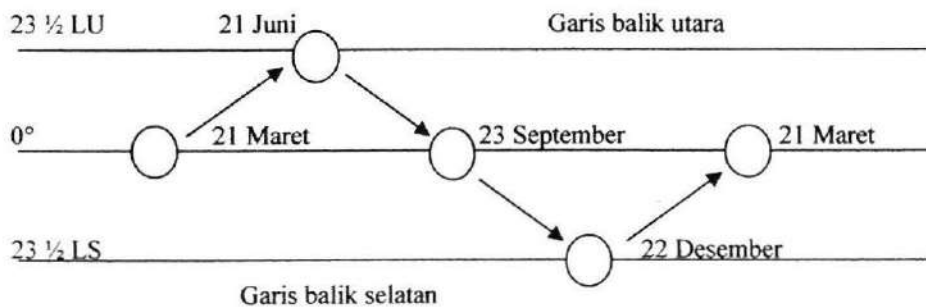 23 ½ LU 21 Juni Garis balik utara
0° 21 Maret 23 September 21 Maret
23 ½ LS 22 Desember
Garis balik selatan